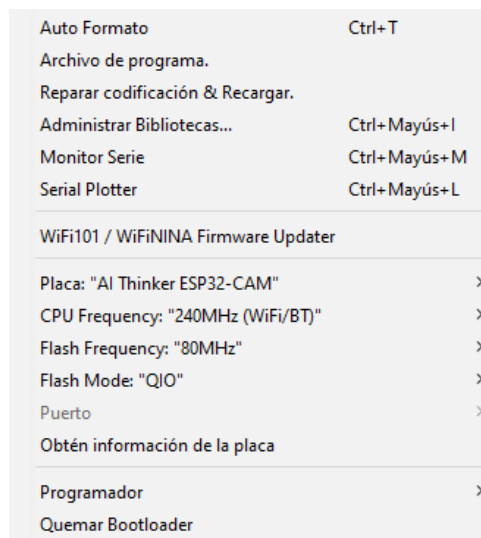 Auto Formato Ctrl+T
Archivo de programa.
Reparar codificación & Recargar.
Administrar Bibliotecas... Ctrl+Mayús+I
Monitor Serie Ctrl+Mayús+M
Serial Plotter Ctrl+Mayús+L
WiFi101 / WiFiNINA Firmware Updater
Placa: "AI Thinker ESP32-CAM"
CPU Frequency: "240MHz (WiFi/BT)"
Flash Frequency: "80MHz"
Flash Mode: "QIO"
Puerto
Obtén información de la placa
Programador
Quemar Bootloader